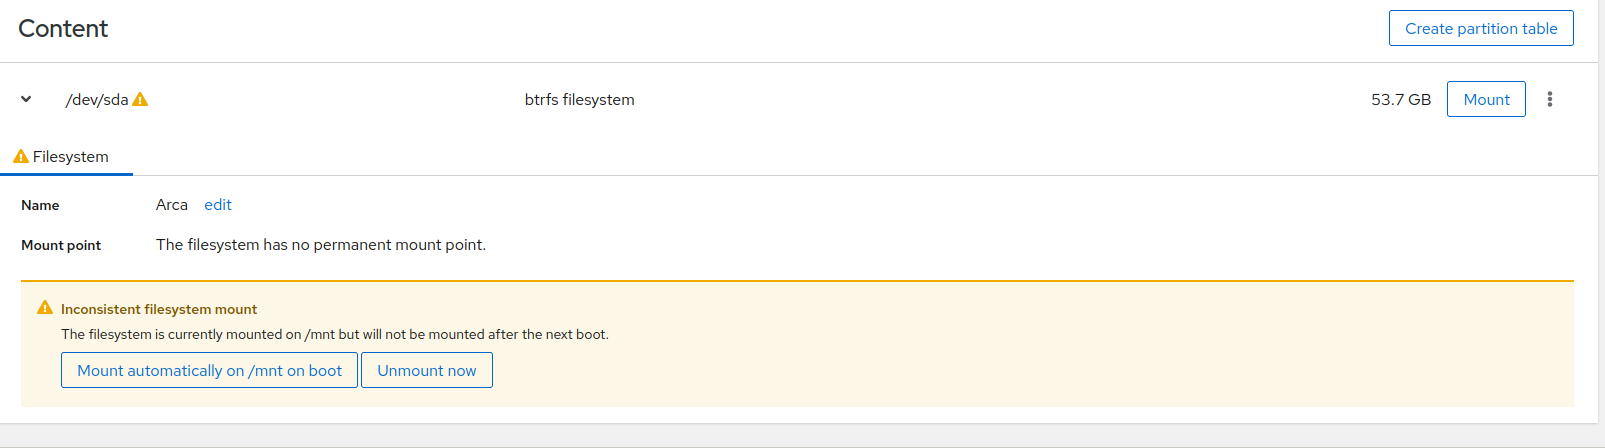 Content
Create partition table
/dev/sda
btrfs filesystem
53.7 GB
Mount
Filesystem
Name
Arca
edit
Mount point
The filesystem has no permanent mount point.
Inconsistent filesystem mount
The filesystem is currently mounted on /mnt but will not be mounted after the next boot.
Mount automatically on /mnt on boot
Unmount now